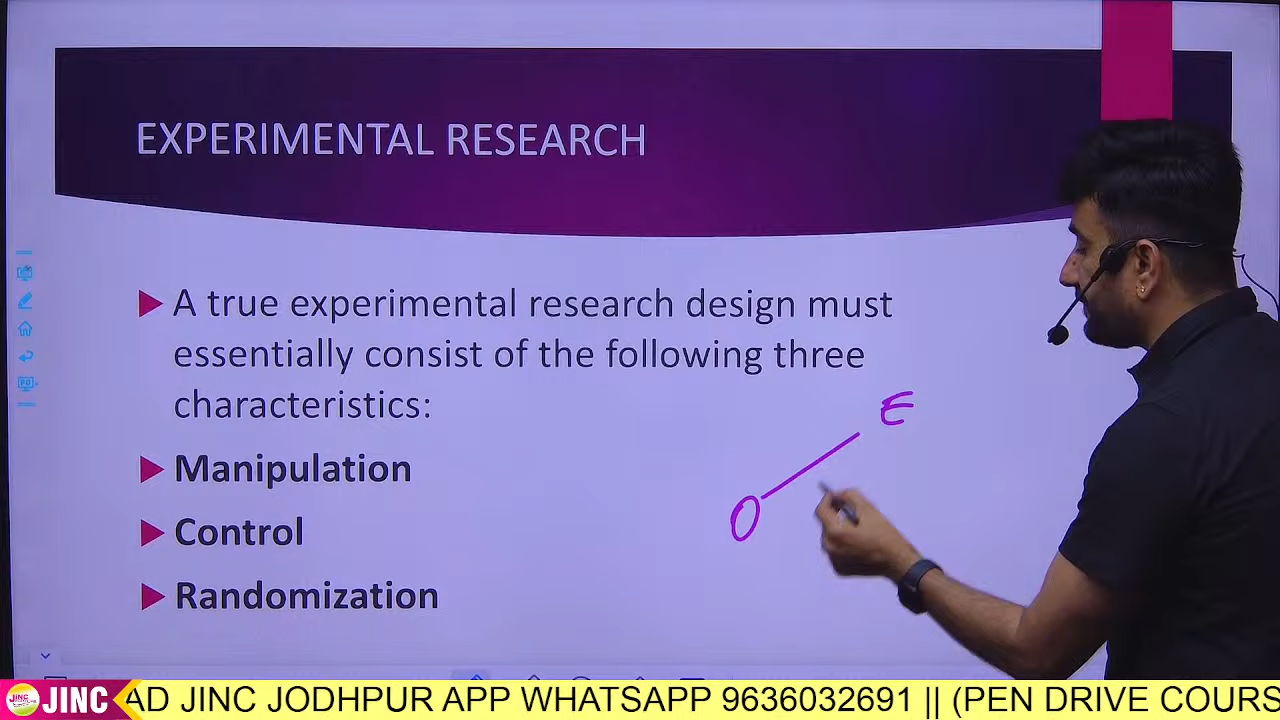 EXPERIMENTAL RESEARCH
A true experimental research design must
essentially consist of the following three
characteristics:
E
Manipulation
O
Control
Randomization
JINC AD JINC JODHPUR APP WHATSAPP 9636032691 || (PEN DRIVE COURS